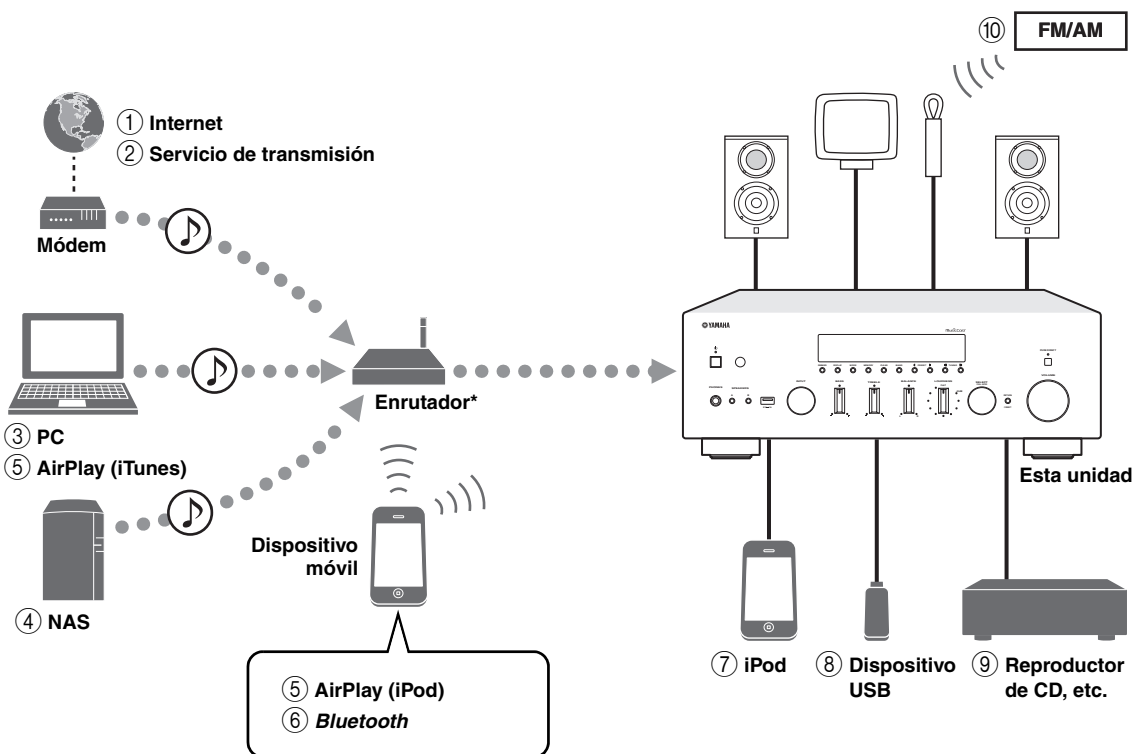 ⑩ FM/AM
① Internet
② Servicio de transmisión
Módem
③ PC
⑤ AirPlay (iTunes)
Enrutador*
④ NAS
Dispositivo
móvil
⑤ AirPlay (iPod)
⑥ Bluetooth
YAMAHA
Esta unidad
⑦ iPod
⑧ Dispositivo
USB
⑨ Reproductor
de CD, etc.